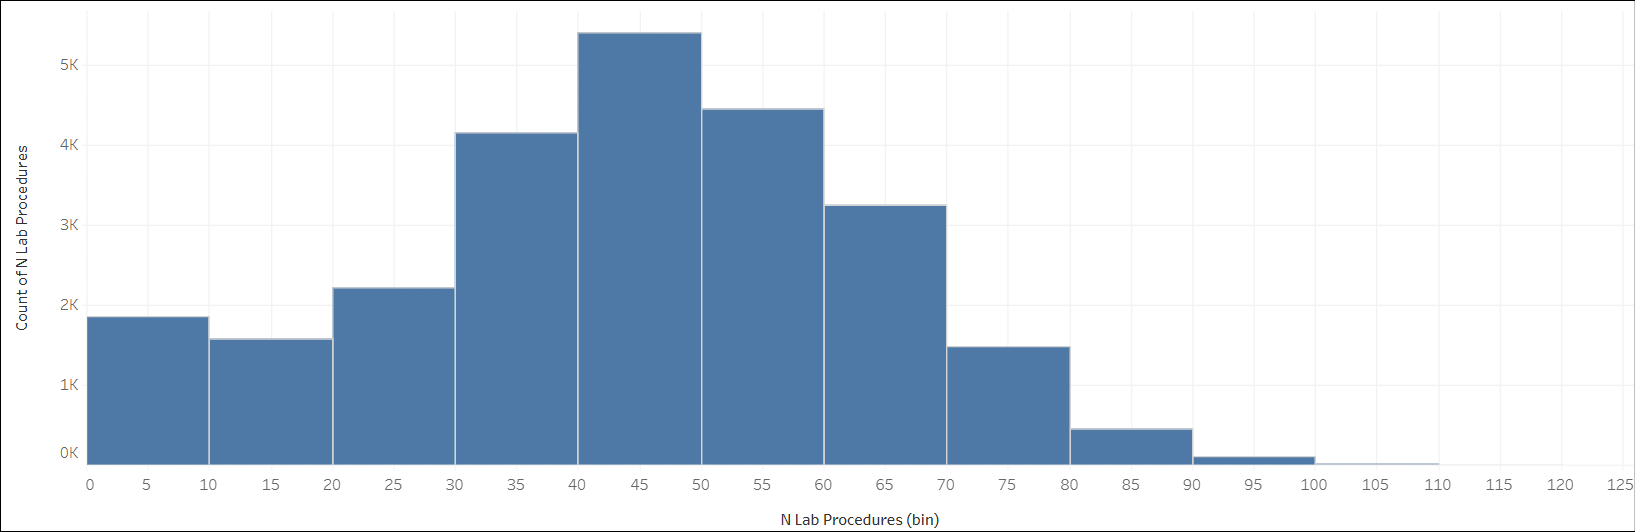 Count of N Lab Procedures
5K
4K
3K
2K
1K
0K
0 5 10 15 20 25 30 35 40 45 50 55 60 65 70 75 80 85 90 95 100 105 110 115 120 125
N Lab Procedures (bin)